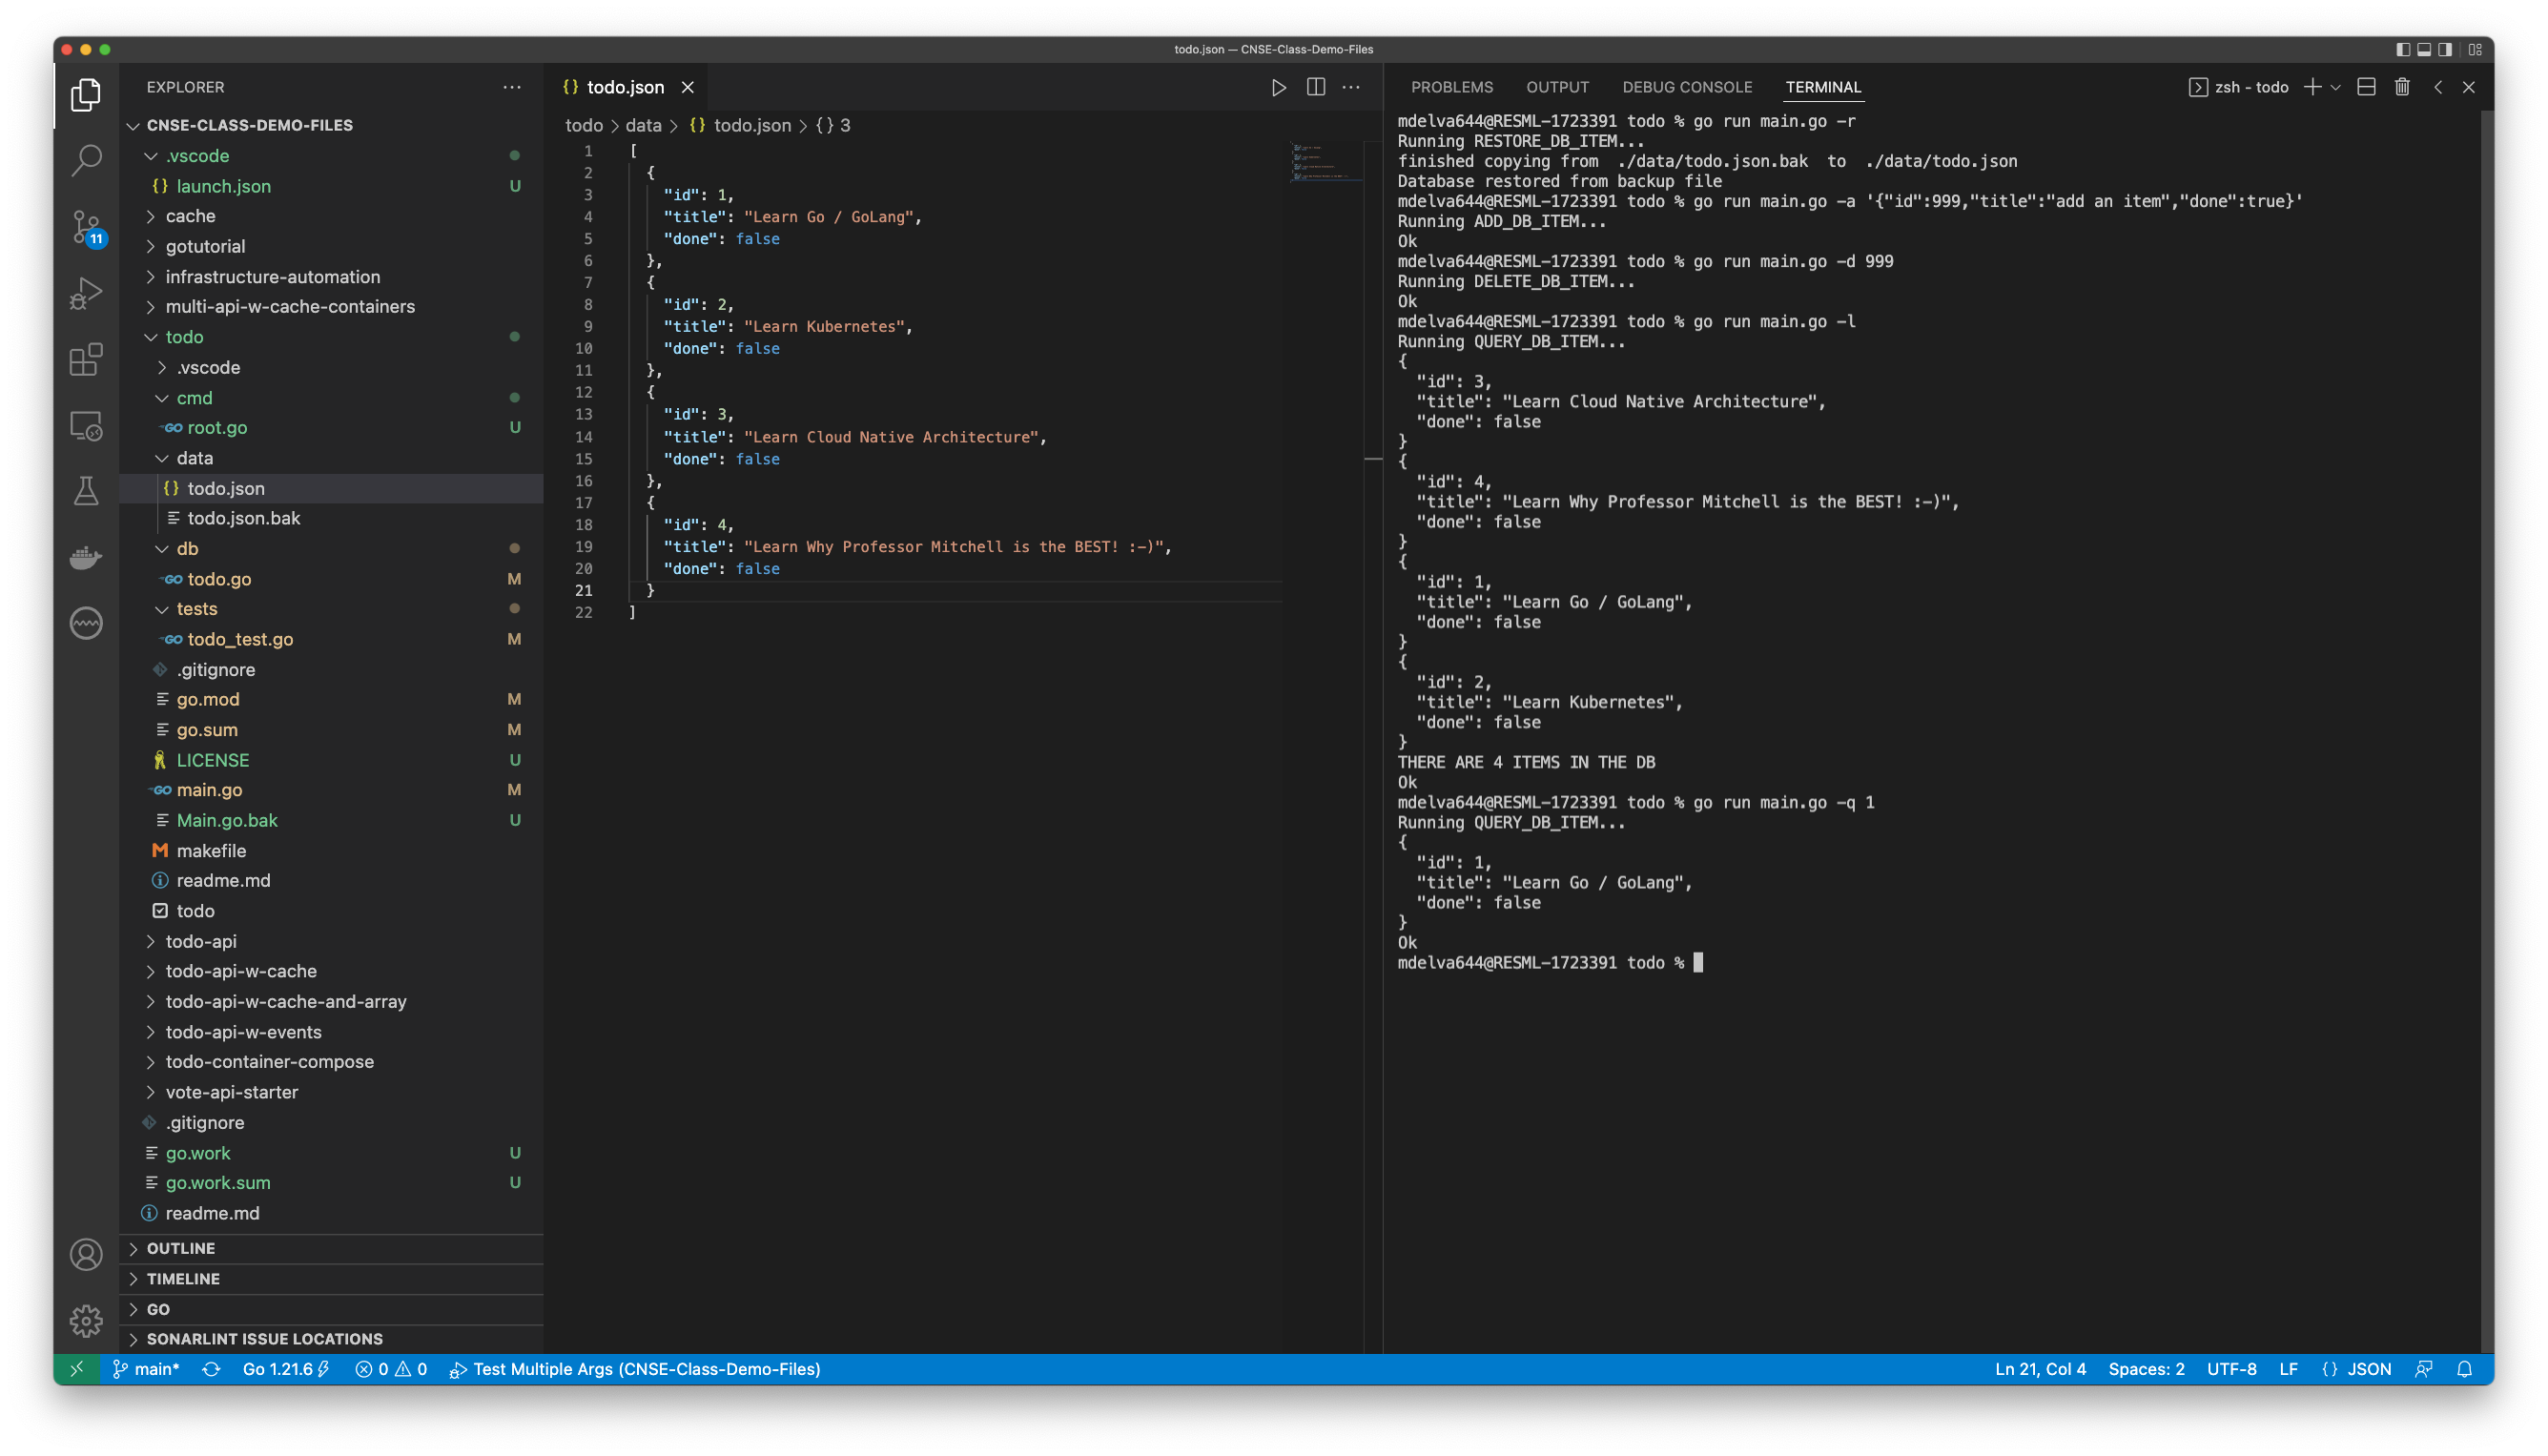 todo.json — CNSE-Class-Demo-Files
EXPLORER
CNSE-CLASS-DEMO-FILES
.vscode
{} launch.json U
cache
gotutorial
infrastructure-automation
multi-api-w-cache-containers
todo
.vscode
cmd
GO root.go U
data
{} todo.json
todo.json.bak
db
GO todo.go M
tests
GO todo_test.go M
.gitignore
go.mod M
go.sum M
LICENSE U
GO main.go M
Main.go.bak U
makefile
readme.md
todo
todo-api
todo-api-w-cache
todo-api-w-cache-and-array
todo-api-w-events
todo-container-compose
vote-api-starter
.gitignore
go.work U
go.work.sum U
readme.md
OUTLINE
TIMELINE
GO
SONARLINT ISSUE LOCATIONS
11
{} todo.json
todo > data > {} todo.json > {} 3
1 [
2 {
3 "id": 1,
4 "title": "Learn Go / GoLang",
5 "done": false
6 },
7 {
8 "id": 2,
9 "title": "Learn Kubernetes",
10 "done": false
11 },
12 {
13 "id": 3,
14 "title": "Learn Cloud Native Architecture",
15 "done": false
16 },
17 {
18 "id": 4,
19 "title": "Learn Why Professor Mitchell is the BEST! :-)",
20 "done": false
21 }
22 ]
PROBLEMS OUTPUT DEBUG CONSOLE TERMINAL
zsh - todo
mdelva644@RESML-1723391 todo % go run main.go -r
Running RESTORE_DB_ITEM...
finished copying from  ./data/todo.json.bak  to  ./data/todo.json
Database restored from backup file
mdelva644@RESML-1723391 todo % go run main.go -a '{"id":999,"title":"add an item","done":true}'
Running ADD_DB_ITEM...
Ok
mdelva644@RESML-1723391 todo % go run main.go -d 999
Running DELETE_DB_ITEM...
Ok
mdelva644@RESML-1723391 todo % go run main.go -l
Running QUERY_DB_ITEM...
{
"id": 3,
"title": "Learn Cloud Native Architecture",
"done": false
}
{
"id": 4,
"title": "Learn Why Professor Mitchell is the BEST! :-)",
"done": false
}
{
"id": 1,
"title": "Learn Go / GoLang",
"done": false
}
{
"id": 2,
"title": "Learn Kubernetes",
"done": false
}
THERE ARE 4 ITEMS IN THE DB
Ok
mdelva644@RESML-1723391 todo % go run main.go -q 1
Running QUERY_DB_ITEM...
{
"id": 1,
"title": "Learn Go / GoLang",
"done": false
}
Ok
mdelva644@RESML-1723391 todo %
main* Go 1.21.6 0 0 Test Multiple Args (CNSE-Class-Demo-Files) Ln 21, Col 4 Spaces: 2 UTF-8 LF {} JSON